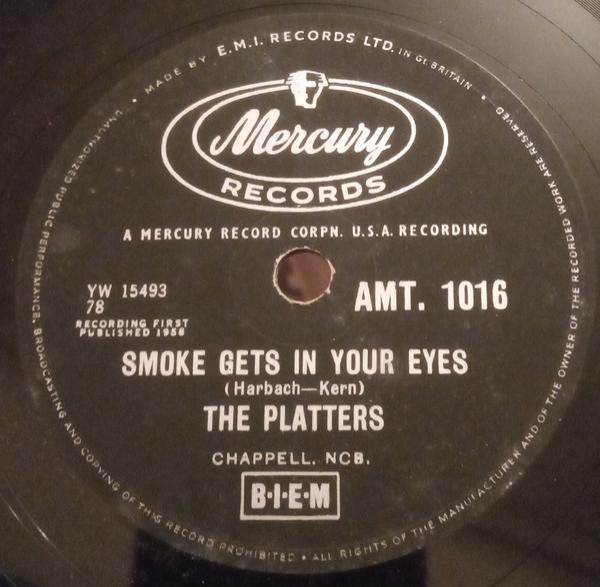 MADE BY E.M.I. RECORDS LTD. IN GT. BRITAIN
Mercury
RECORDS
A MERCURY RECORD CORPN. U.S.A. RECORDING
YW 15493
78
AMT. 1016
RECORDING FIRST
PUBLISHED 1958
SMOKE GETS IN YOUR EYES
(Harbach—Kern)
THE PLATTERS
CHAPPELL. NCB.
B·I·E·M
UNAUTHORIZED PUBLIC PERFORMANCE, BROADCASTING AND COPYING OF THIS RECORD PROHIBITED • ALL RIGHTS OF THE MANUFACTURER AND OF THE OWNER OF THE RECORDED WORK ARE RESERVED